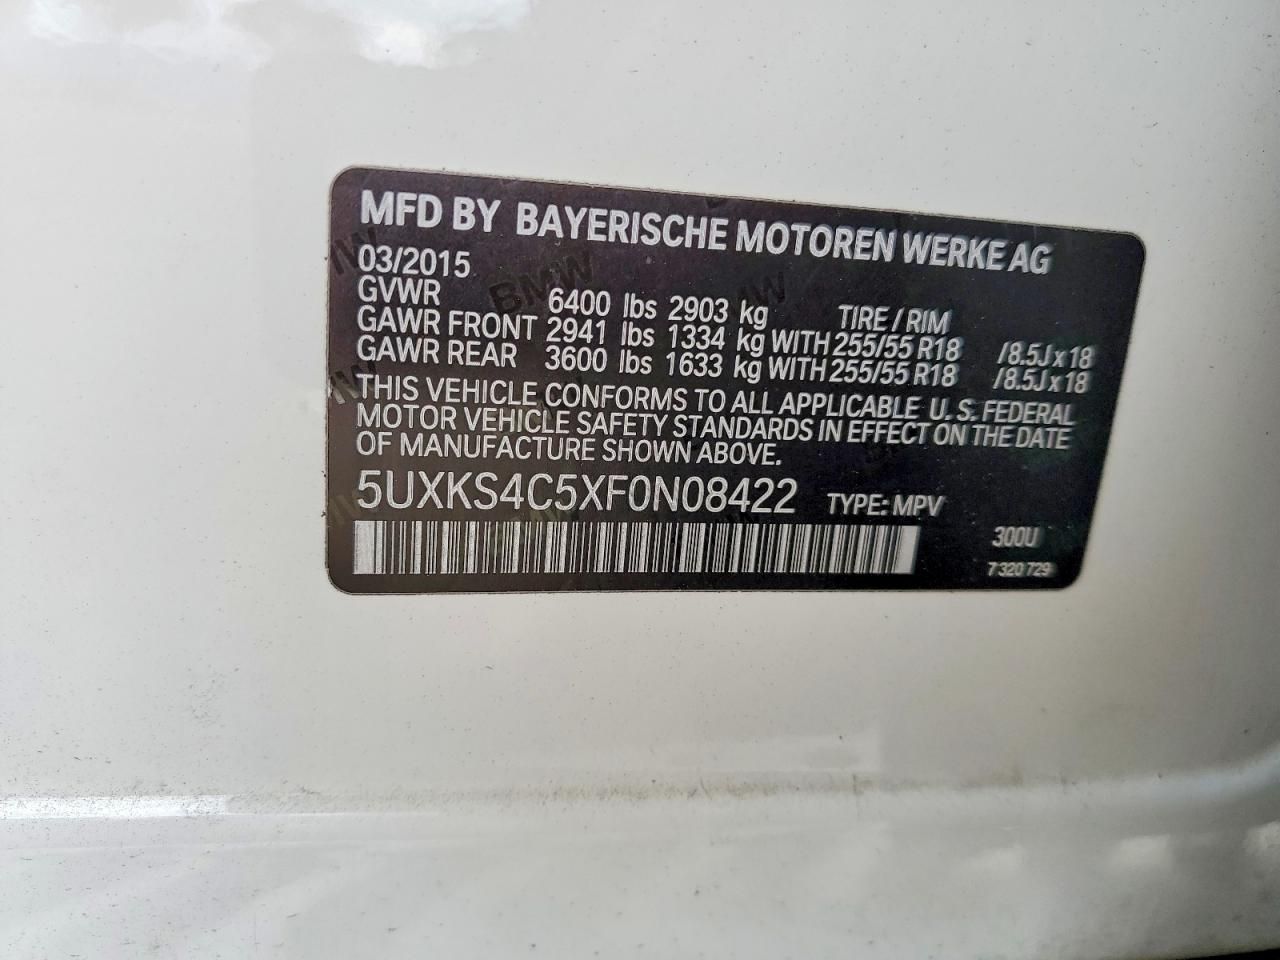 MFD BY BAYERISCHE MOTOREN WERKE AG
03/2015
GVWR 6400 lbs 2903 kg TIRE / RIM
GAWR FRONT 2941 lbs 1334 kg WITH 255/55 R18 /8.5J x 18
GAWR REAR 3600 lbs 1633 kg WITH 255/55 R18 /8.5J x 18
THIS VEHICLE CONFORMS TO ALL APPLICABLE U.S. FEDERAL
MOTOR VEHICLE SAFETY STANDARDS IN EFFECT ON THE DATE
OF MANUFACTURE SHOWN ABOVE.
5UXKS4C5XF0N08422 TYPE: MPV
300U
7 320 729